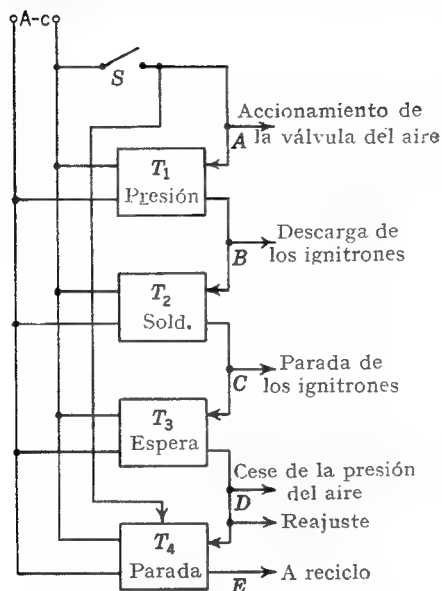 A-c
S
Accionamiento de
la válvula del aire
A
T1
Presión
Descarga de
los ignitrones
B
T2
Sold.
Parada de
los ignitrones
C
T3
Espera
Cese de la presión
del aire
D
Reajuste
T4
Parada
E
A reciclo